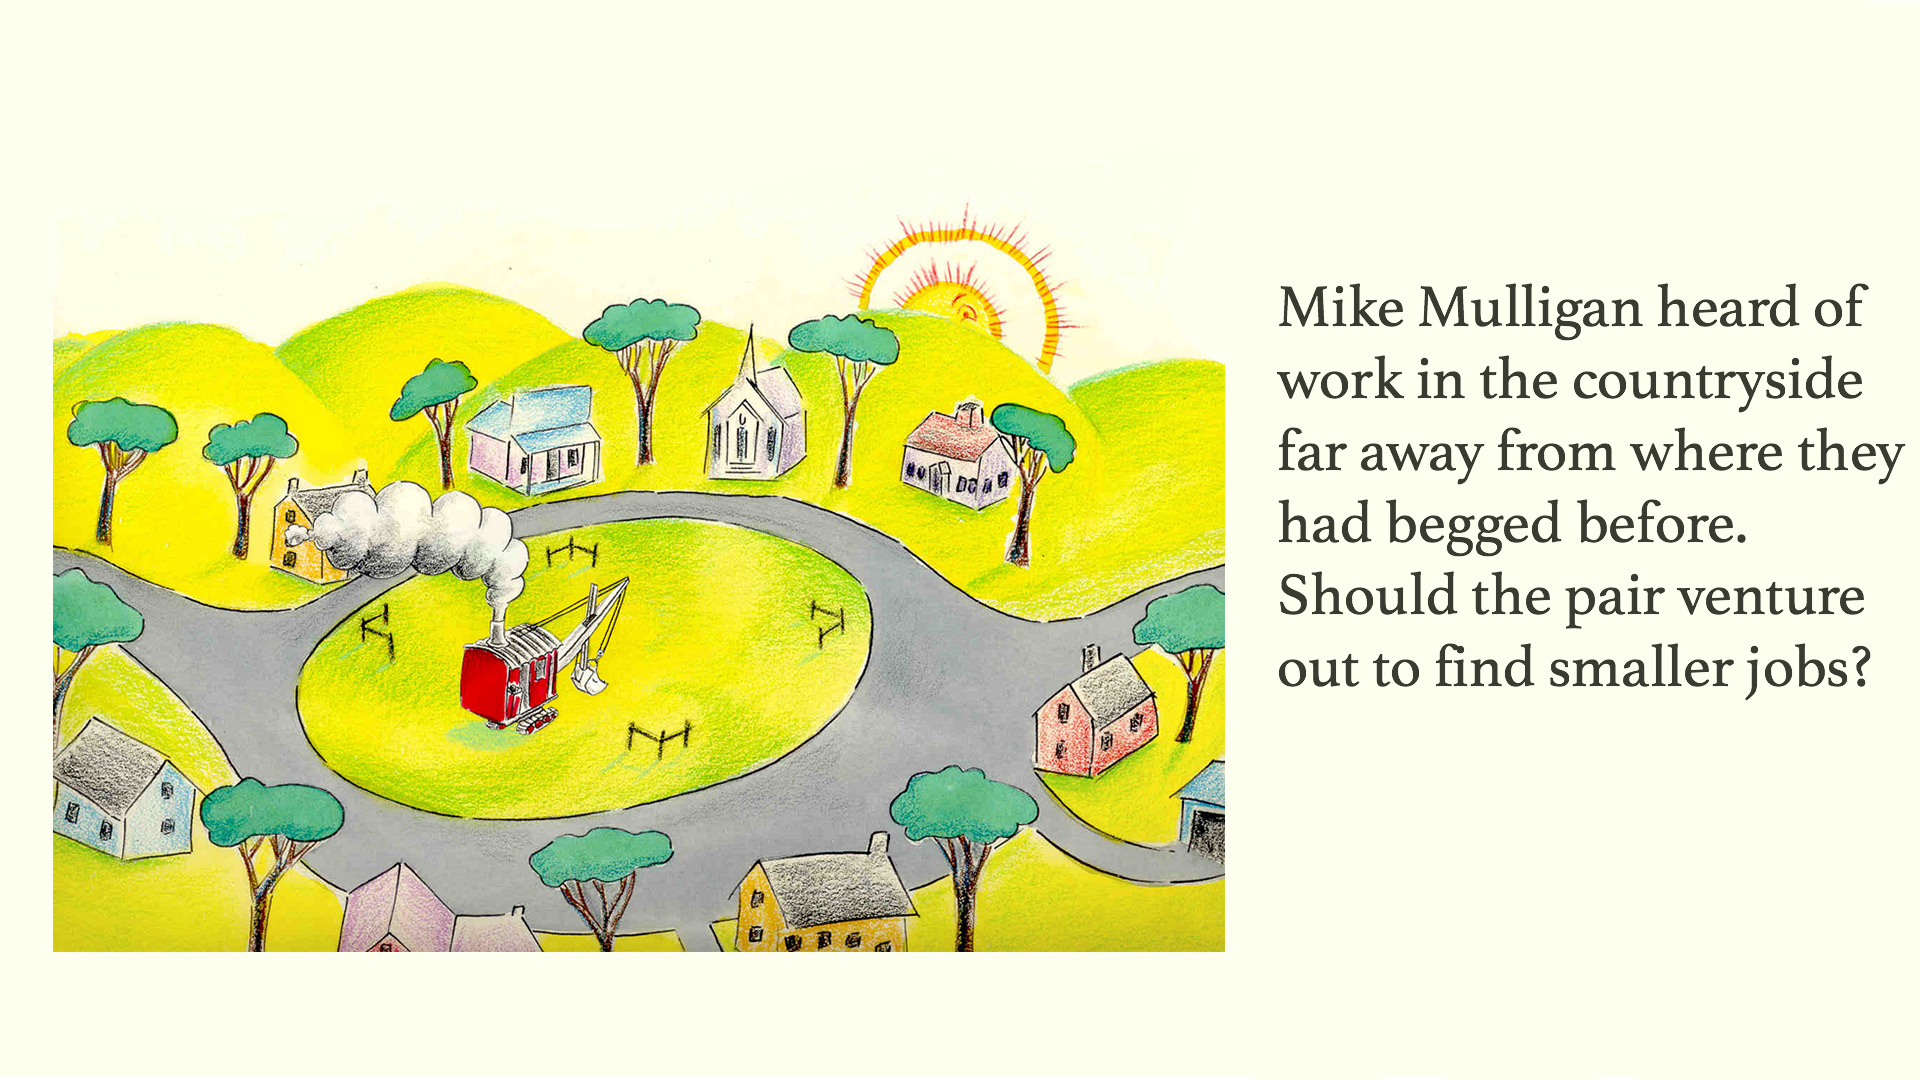 Mike Mulligan heard of
work in the countryside
far away from where they
had begged before.
Should the pair venture
out to find smaller jobs?